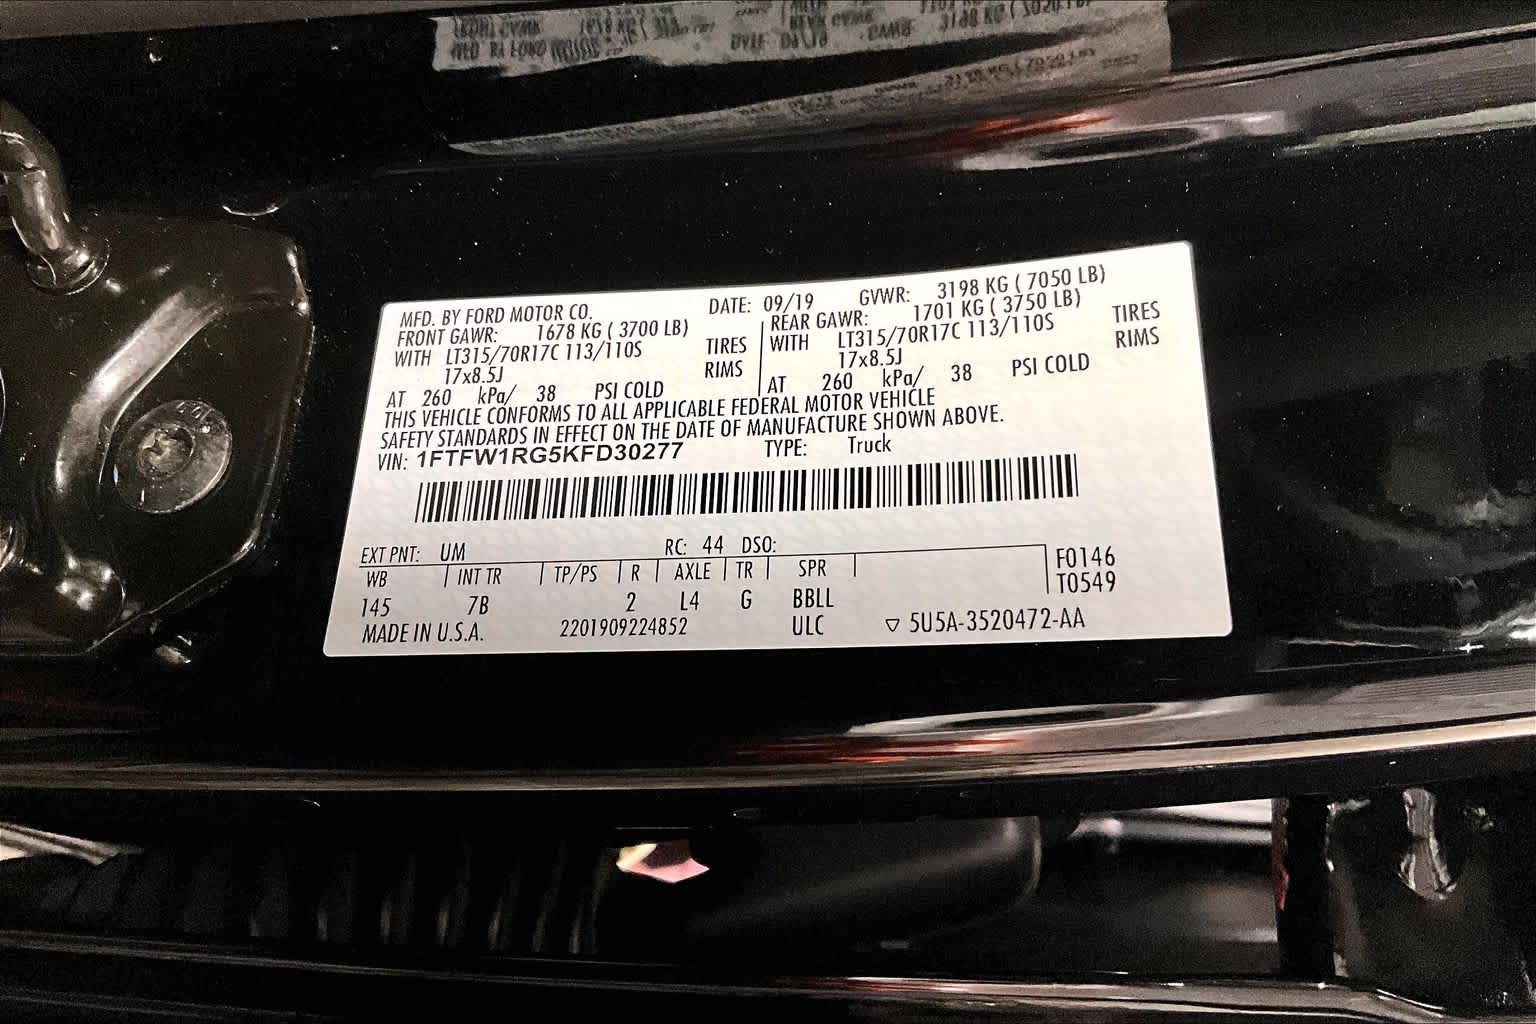 MFD. BY FORD MOTOR CO. DATE: 09/19 GVWR: 3198 KG ( 7050 LB)
FRONT GAWR: 1678 KG ( 3700 LB) REAR GAWR: 1701 KG ( 3750 LB)
WITH LT315/70R17C 113/110S TIRES WITH LT315/70R17C 113/110S TIRES
17x8.5J RIMS 17x8.5J RIMS
AT 260 kPa/ 38 PSI COLD AT 260 kPa/ 38 PSI COLD
THIS VEHICLE CONFORMS TO ALL APPLICABLE FEDERAL MOTOR VEHICLE
SAFETY STANDARDS IN EFFECT ON THE DATE OF MANUFACTURE SHOWN ABOVE.
VIN: 1FTFW1RG5KFD30277 TYPE: Truck
EXT PNT: UM RC: 44 DSO:
WB INT TR TP/PS R AXLE TR SPR F0146
145 7B 2 L4 G BBLL T0549
MADE IN U.S.A. 2201909224852 ULC ▽ 5U5A-3520472-AA